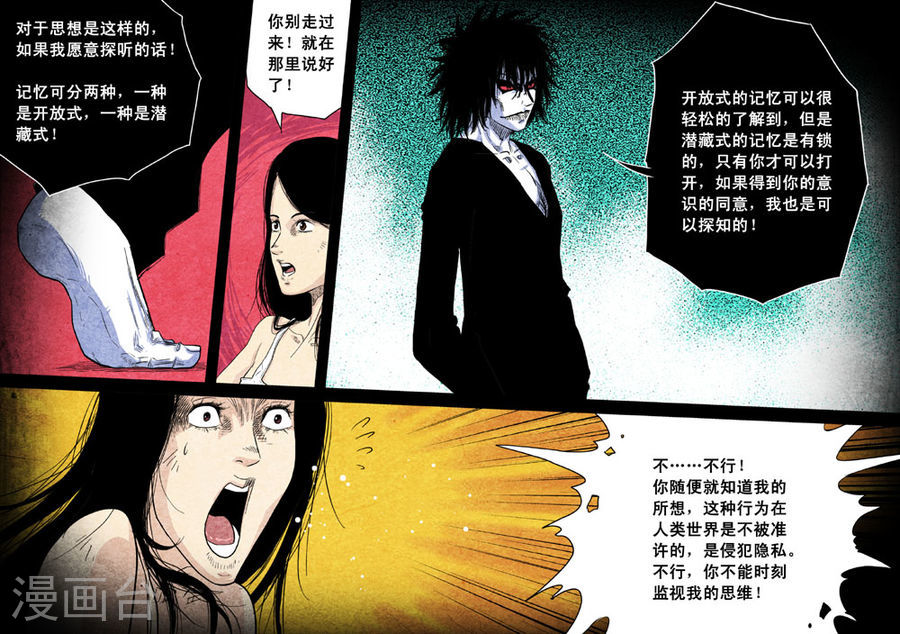 对于思想是这样的，
如果我愿意探听的话！
记忆可分两种，一种
是开放式，一种是潜
藏式！
你别走过
来！就在
那里说好
了！
开放式的记忆可以很
轻松的了解到，但是
潜藏式的记忆是有锁
的，只有你才可以打
开，如果得到你的意
识的同意，我也是可
以探知的！
不……不行！
你随便就知道我的
所想，这种行为在
人类世界是不被准
许的，是侵犯隐私。
不行，你不能时刻
监视我的思维！
漫画台